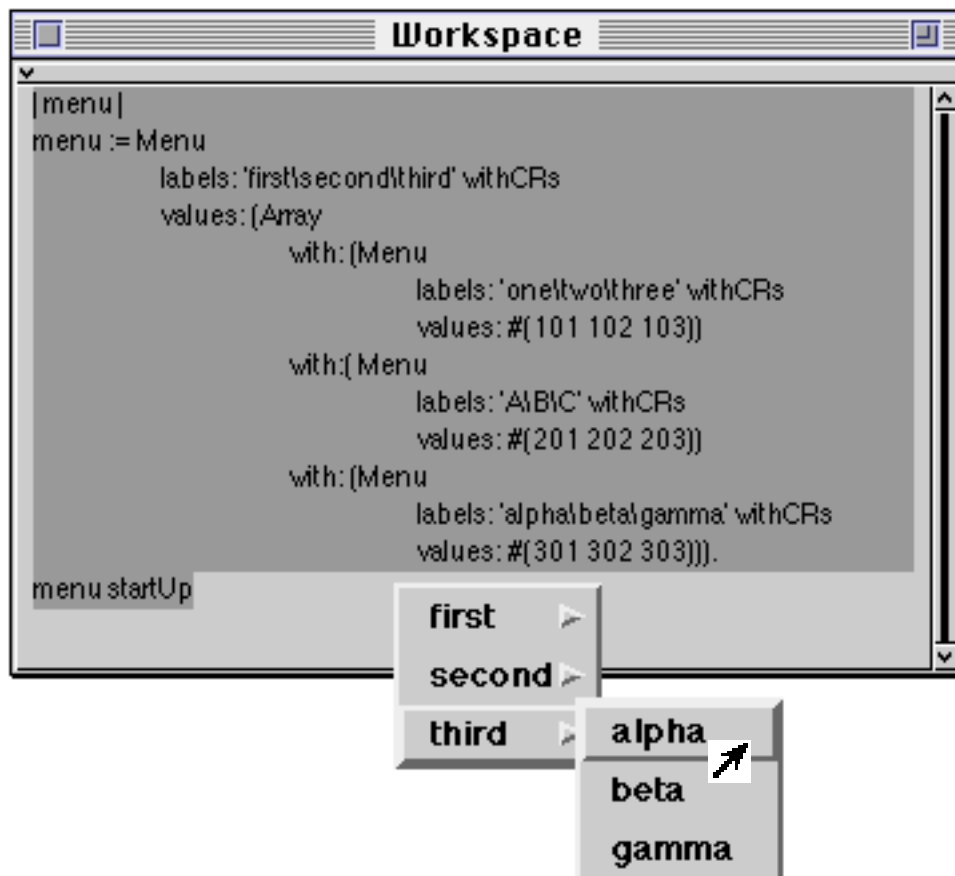 Workspace
|menu|
menu := Menu
labels: 'first\second\third' withCRs
values: (Array
with: (Menu
labels: 'one\two\three' withCRs
values: #(101 102 103))
with:( Menu
labels: 'A\B\C' withCRs
values: #(201 202 203))
with: (Menu
labels: 'alpha\beta\gamma' withCRs
values: #(301 302 303))).
menu startUp
first
second
third
alpha
beta
gamma